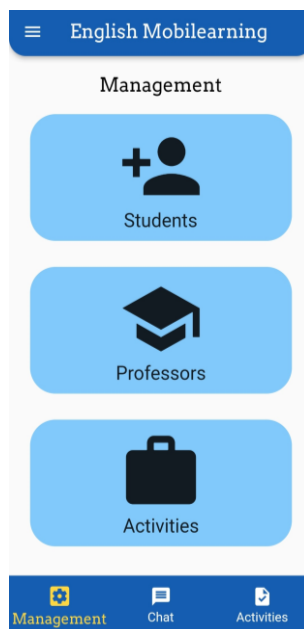 English Mobilearning
Management
Students
Professors
Activities
Management Chat Activities